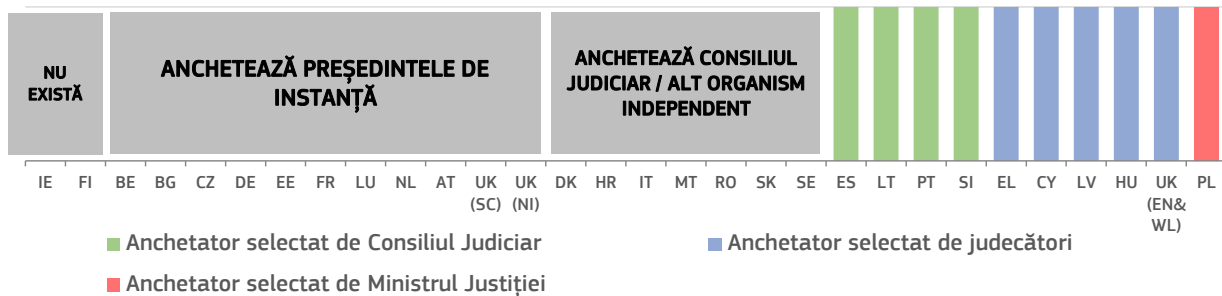 NU
EXISTĂ
ANCHETEAZĂ PREȘEDINTELE DE
INSTANȚĂ
ANCHETEAZĂ CONSILIUL
JUDICIAR / ALT ORGANISM
INDEPENDENT
IE FI BE BG CZ DE EE FR LU NL AT UK UK DK HR IT MT RO SK SE ES LT PT SI EL CY LV HU UK PL
(SC) (NI) (EN&
WL)
Anchetator selectat de Consiliul Judiciar
Anchetator selectat de judecători
Anchetator selectat de Ministrul Justiției